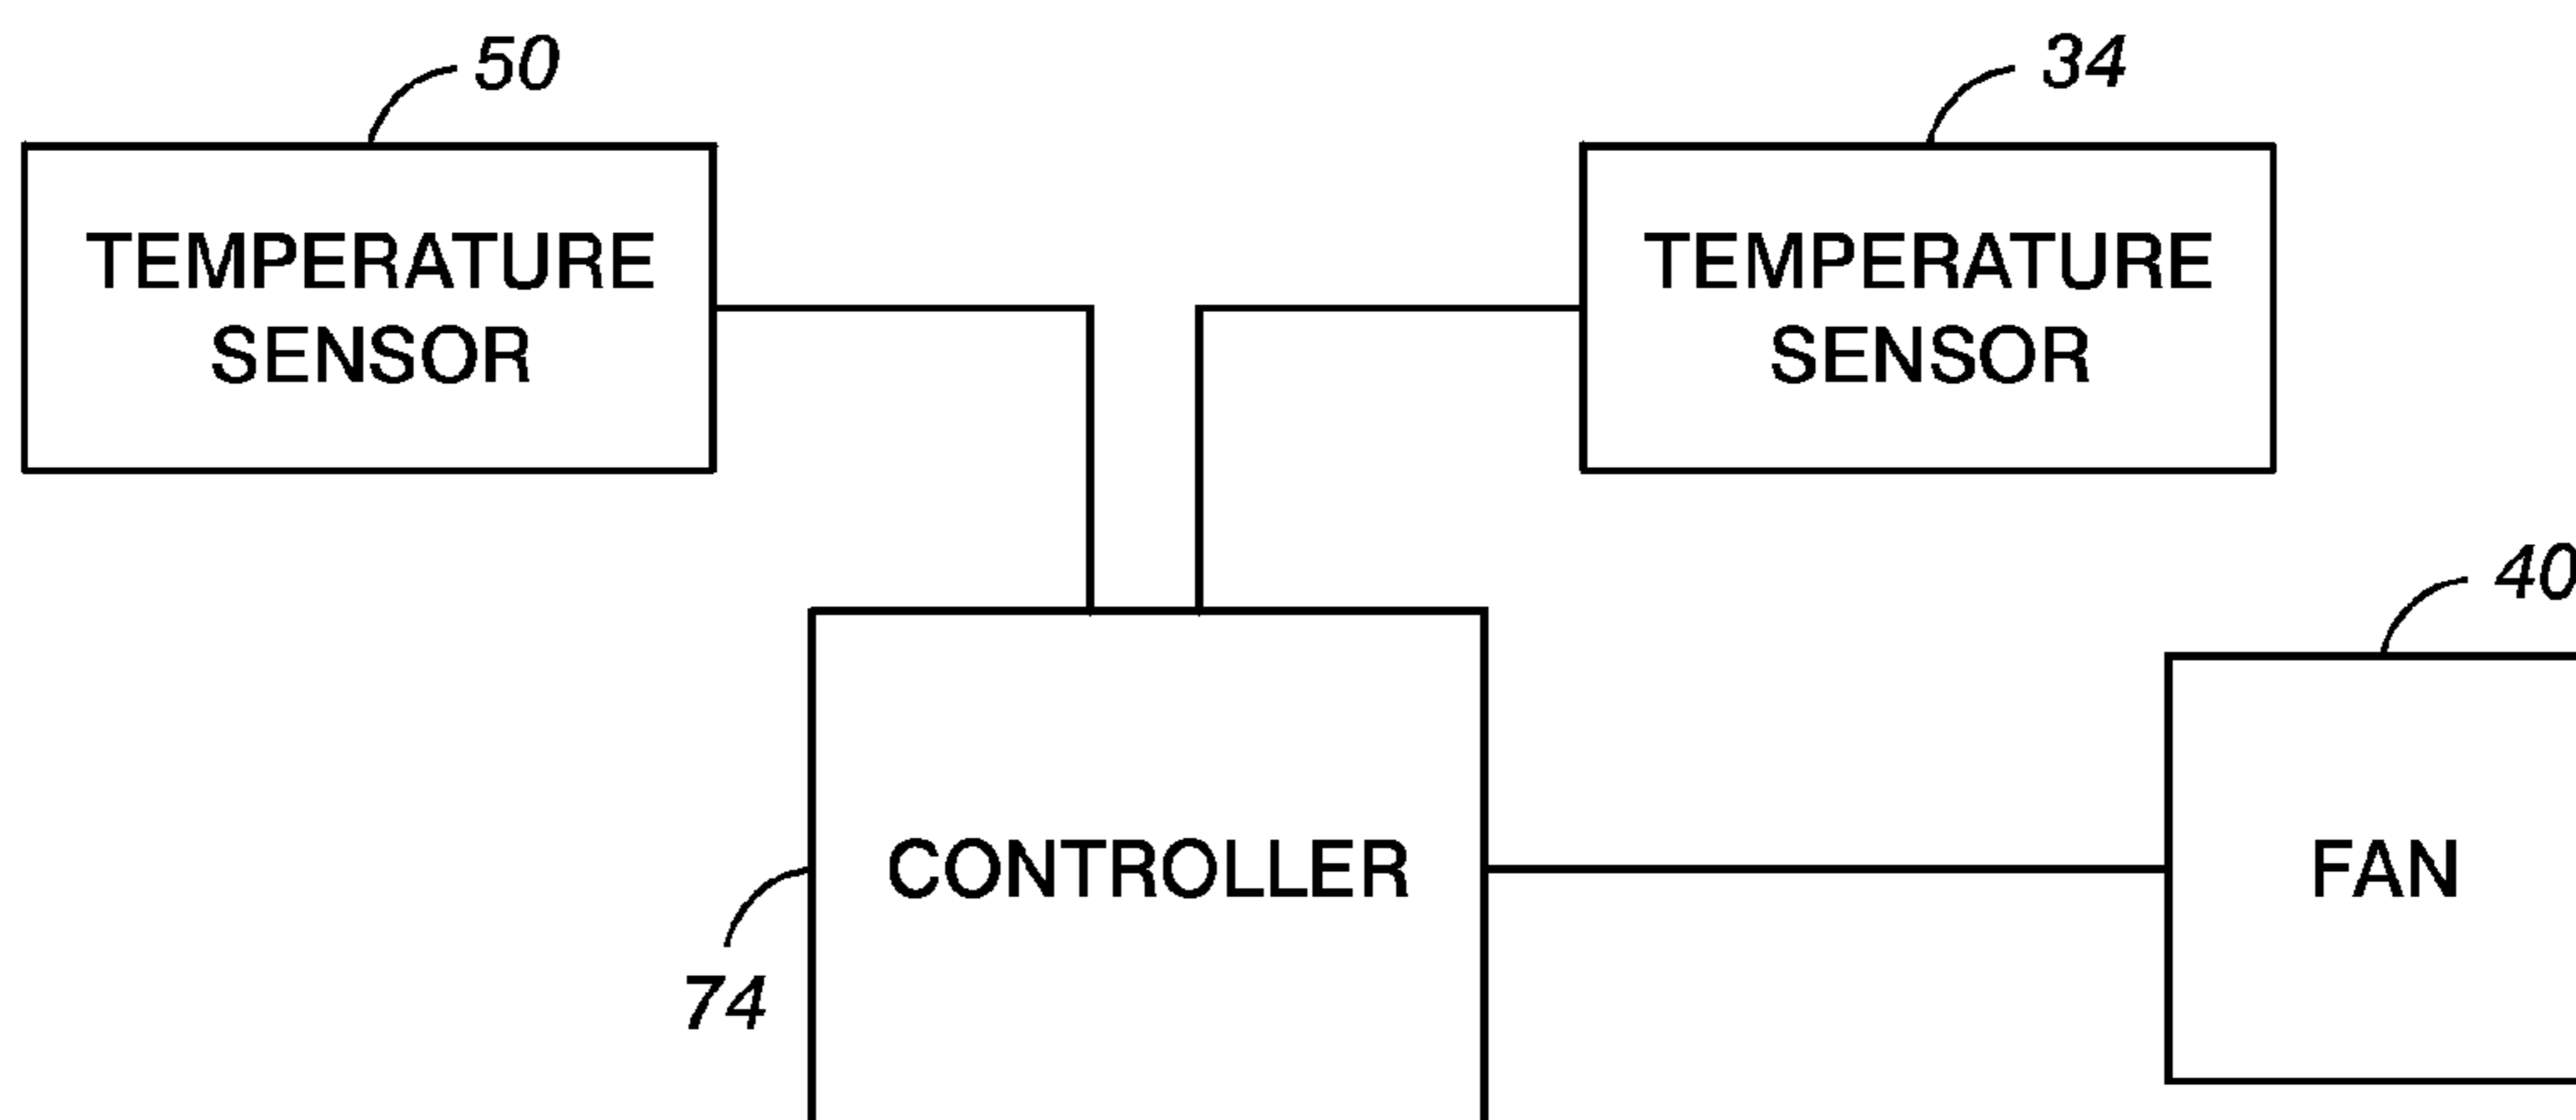 50
34
TEMPERATURE
SENSOR
TEMPERATURE
SENSOR
40
CONTROLLER
FAN
74